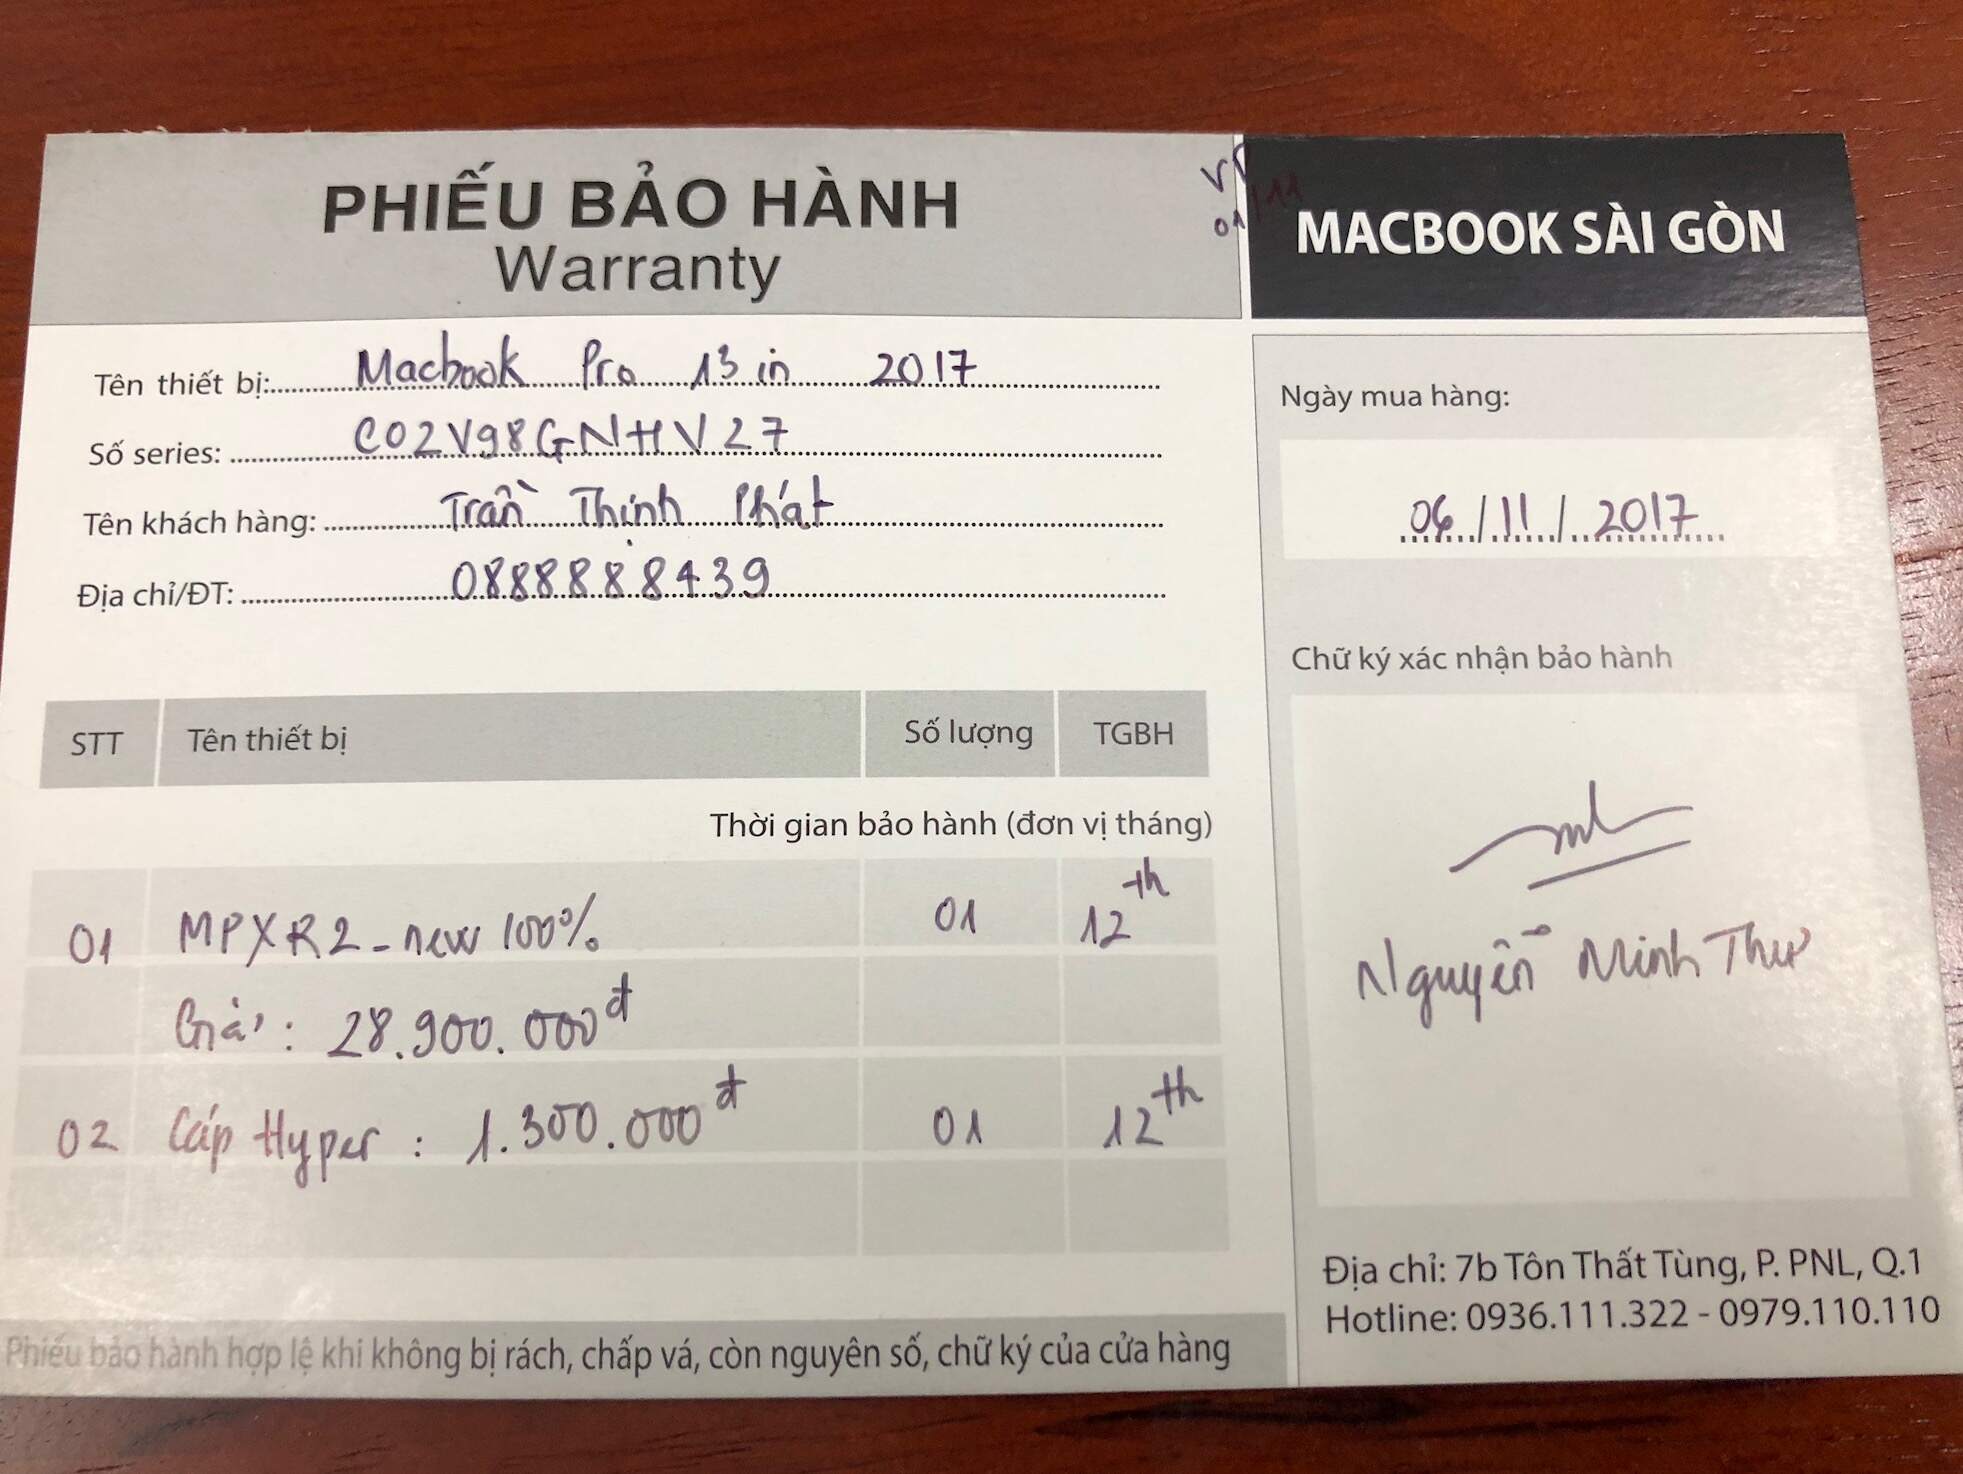 PHIẾU BẢO HÀNH
Warranty
MACBOOK SÀI GÒN
Tên thiết bị: Macbook Pro 13 in 2017
Số series: C02V98GNHV27
Tên khách hàng: Trần Thịnh Phát
Địa chỉ/ĐT: 0888888439
Ngày mua hàng:
06/11/2017
Chữ ký xác nhận bảo hành
Nguyễn Minh Thư
STT Tên thiết bị Số lượng TGBH
Thời gian bảo hành (đơn vị tháng)
01 MPXR2 - new 100% 01 12th
Giá: 28.900.000đ
02 Cáp Hyper: 1.300.000đ 01 12th
Địa chỉ: 7b Tôn Thất Tùng, P. PNL, Q.1
Hotline: 0936.111.322 - 0979.110.110
Phiếu bảo hành hợp lệ khi không bị rách, chấp vá, còn nguyên số, chữ ký của cửa hàng